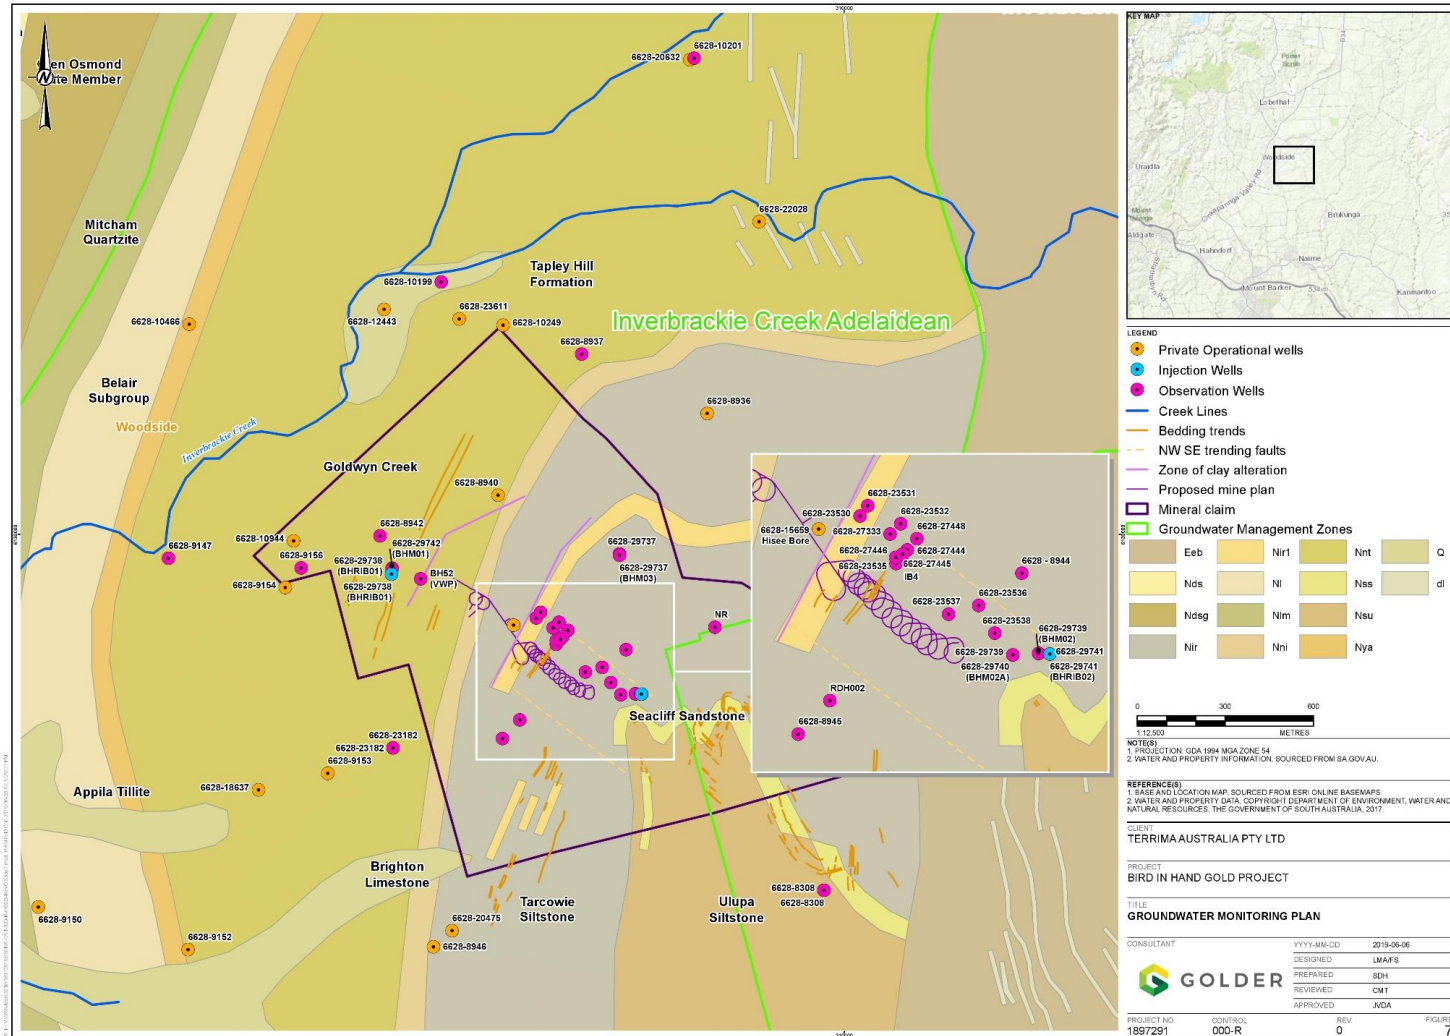 310000
Mitcham
Quartzite
6628-20632
6628-10201
6628-22028
Tapley Hill
Formation
6628-10199
6628-12443
6628-23611
6628-10249
6628-10466
Inverbrackie Creek Adelaidean
6628-8937
Belair
Subgroup
6628-8936
Woodside
Inverbrackie Creek
Goldwyn Creek
6628-8940
6628-8942
6628-10944
6628-29742
(BHM01)
6628-9147
6628-9156
6628-29738
(BHRIB01)
6628-9154
6628-29738
(BHRIB01)
BH52
(VWP)
6628-29737
6628-29737
(BHM03)
NR
Seacliff Sandstone
6628-23182
6628-23182
6628-9153
6628-18637
Appila Tillite
Brighton
Limestone
Tarcowie
Siltstone
Ulupa
Siltstone
6628-8308
6628-8308
6628-20475
6628-8946
6628-9150
6628-9152
6628-23531
6628-23530
6628-23532
6628-15659
Hisee Bore
6628-27333
6628-27448
6628-27446
6628-27444
6628-23535
6628-27445
IB4
6628 - 8944
6628-23537
6628-23536
6628-23538
6628-29739
(BHM02)
6628-29739
6628-29741
6628-29740
(BHM02A)
6628-29741
(BHRIB02)
RDH002
6628-8945
KEY MAP
Lobethal
Woodside
Uraidla
Onkaparinga Valley Rd
Brukunga
Aldgate
Hahndorf
Nairne
Mount Barker
Kanmantoo
LEGEND
Private Operational wells
Injection Wells
Observation Wells
Creek Lines
Bedding trends
NW SE trending faults
Zone of clay alteration
Proposed mine plan
Mineral claim
Groundwater Management Zones
Eeb Nirf Nnt Q
Nds Nl Nss dl
Ndsg Nlm Nsu
Nir Nni Nya
0 300 600
1:12,500 METRES
NOTE(S)
1. PROJECTION: GDA 1994 MGA ZONE 54
2. WATER AND PROPERTY INFORMATION, SOURCED FROM SA.GOV.AU.
REFERENCE(S)
1. BASE AND LOCATION MAP, SOURCED FROM ESRI ONLINE BASEMAPS.
2. WATER AND PROPERTY DATA, COPYRIGHT DEPARTMENT OF ENVIRONMENT, WATER AND
NATURAL RESOURCES, THE GOVERNMENT OF SOUTH AUSTRALIA, 2017.
CLIENT
TERRIMA AUSTRALIA PTY LTD
PROJECT
BIRD IN HAND GOLD PROJECT
TITLE
GROUNDWATER MONITORING PLAN
CONSULTANT
GOLDER
YYYY-MM-DD 2019-06-06
DESIGNED LMA/FS
PREPARED SDH
REVIEWED CMT
APPROVED JVDA
PROJECT NO. CONTROL REV. FIGURE
1897291 000-R 0 7